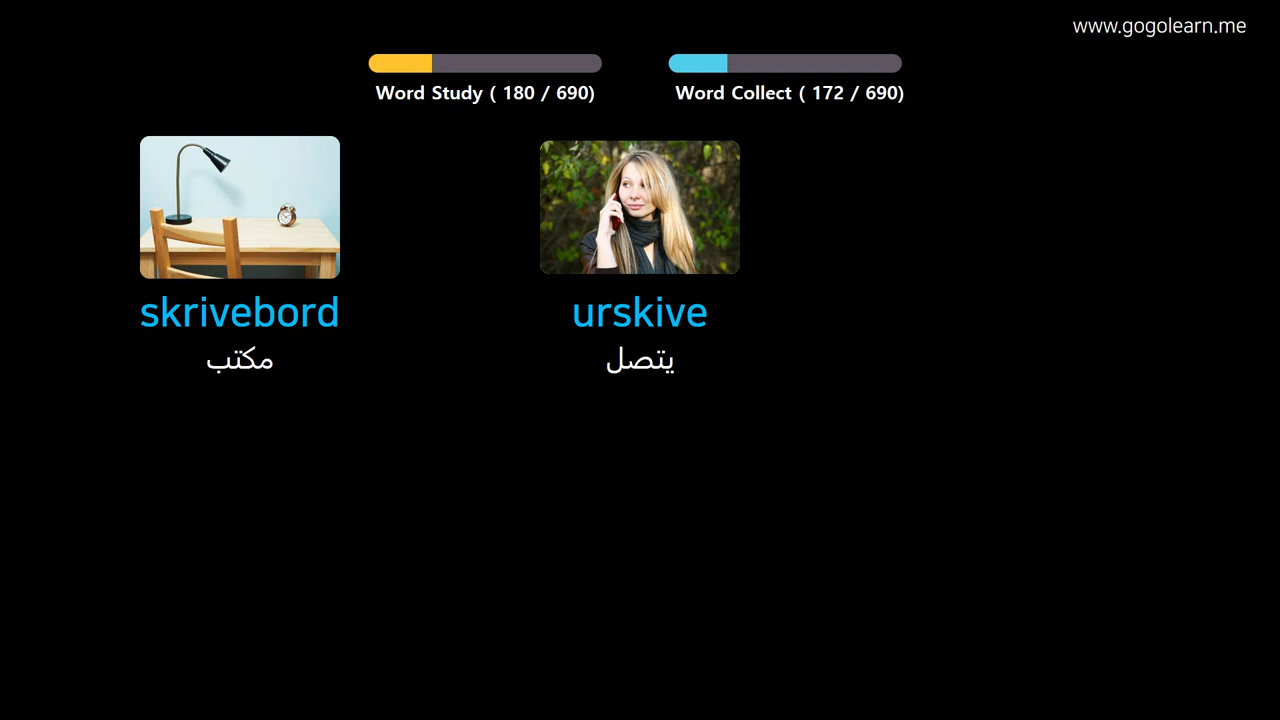 www.gogolearn.me
Word Study ( 180 / 690)
Word Collect ( 172 / 690)
skrivebord
مكتب
urskive
يتصل